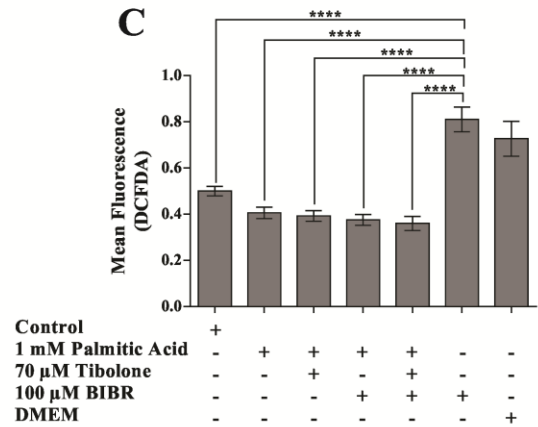 C
****
****
****
****
****
Mean Fluorescence
(DCFDA)
1.0
0.8
0.6
0.4
0.2
0.0
Control +
1 mM Palmitic Acid - + + + + - -
70 µM Tibolone - - + - + - -
100 µM BIBR - - - + + + -
DMEM - - - - - - +